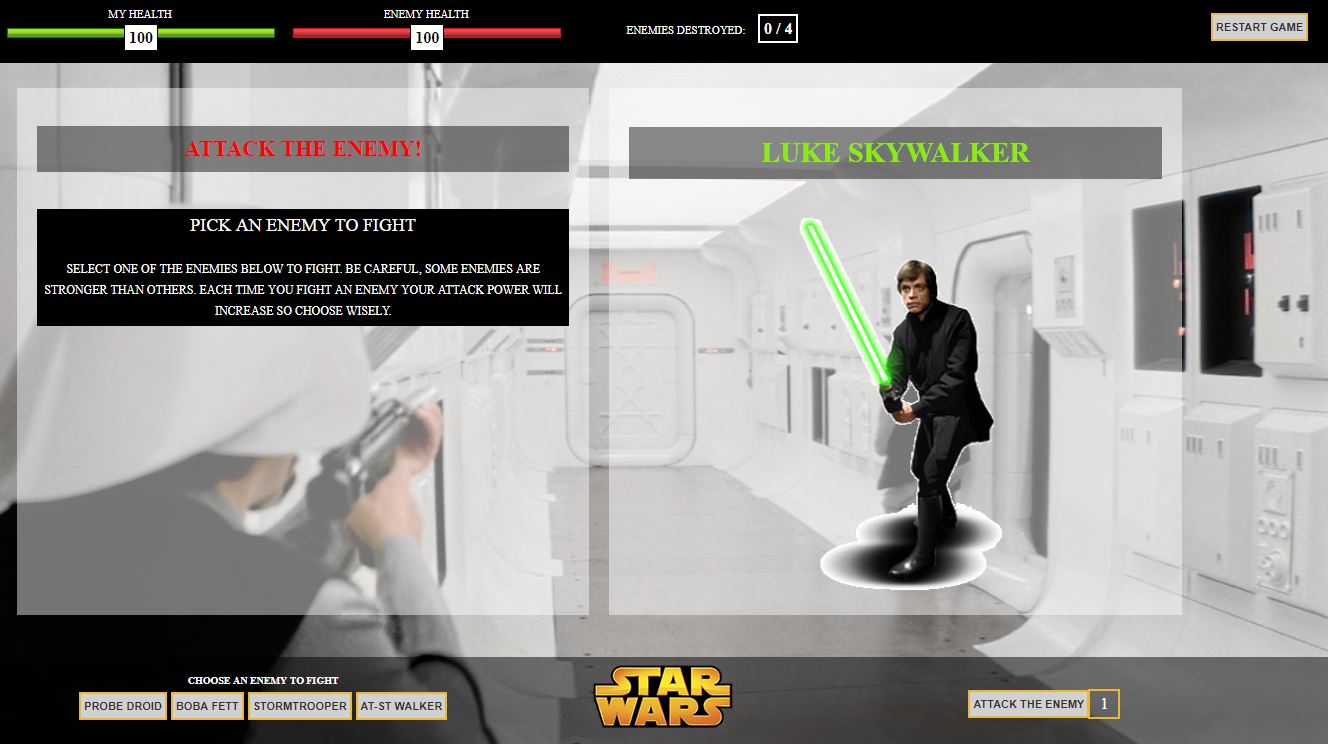 MY HEALTH
100
ENEMY HEALTH
100
ENEMIES DESTROYED: 0 / 4
RESTART GAME
ATTACK THE ENEMY!
PICK AN ENEMY TO FIGHT
SELECT ONE OF THE ENEMIES BELOW TO FIGHT. BE CAREFUL, SOME ENEMIES ARE
STRONGER THAN OTHERS. EACH TIME YOU FIGHT AN ENEMY YOUR ATTACK POWER WILL
INCREASE SO CHOOSE WISELY.
LUKE SKYWALKER
CHOOSE AN ENEMY TO FIGHT
PROBE DROID BOBA FETT STORMTROOPER AT-ST WALKER
STAR
WARS
ATTACK THE ENEMY 1